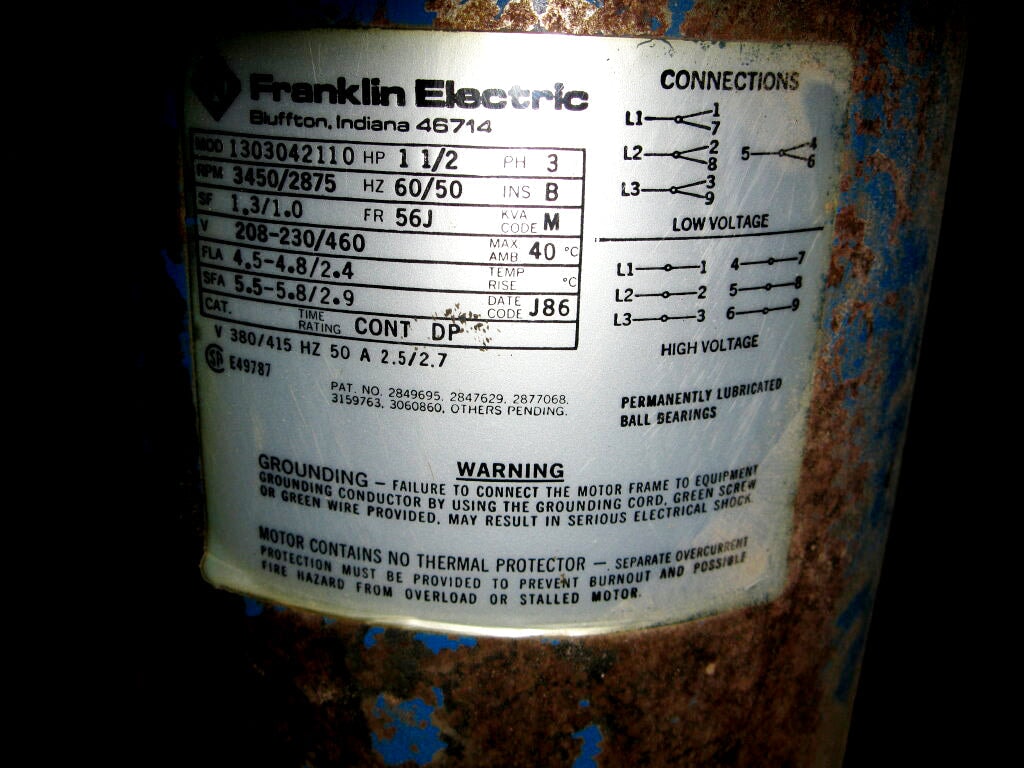 Franklin Electric
Bluffton, Indiana 46714
MOD 1303042110 HP 1 1/2 PH 3
RPM 3450/2875 HZ 60/50 INS B
SF 1.3/1.0 FR 56J KVA CODE M
V 208-230/460 MAX AMB 40 °C
FLA 4.5-4.8/2.4 TEMP RISE °C
SFA 5.5-5.8/2.9 DATE CODE J86
CAT. TIME RATING CONT DP
V 380/415 HZ 50 A 2.5/2.7
SP E49787
PAT. NO. 2849695, 2847629, 2877068,
3159763, 3060860, OTHERS PENDING.
CONNECTIONS
L1 1
7
L2 2 5 4
8 6
L3 3
9
LOW VOLTAGE
L1 1 4 7
L2 2 5 8
L3 3 6 9
HIGH VOLTAGE
PERMANENTLY LUBRICATED
BALL BEARINGS
WARNING
GROUNDING – FAILURE TO CONNECT THE MOTOR FRAME TO EQUIPMENT
GROUNDING CONDUCTOR BY USING THE GROUNDING CORD, GREEN SCREW
OR GREEN WIRE PROVIDED, MAY RESULT IN SERIOUS ELECTRICAL SHOCK.
MOTOR CONTAINS NO THERMAL PROTECTOR – SEPARATE OVERCURRENT
PROTECTION MUST BE PROVIDED TO PREVENT BURNOUT AND POSSIBLE
FIRE HAZARD FROM OVERLOAD OR STALLED MOTOR.